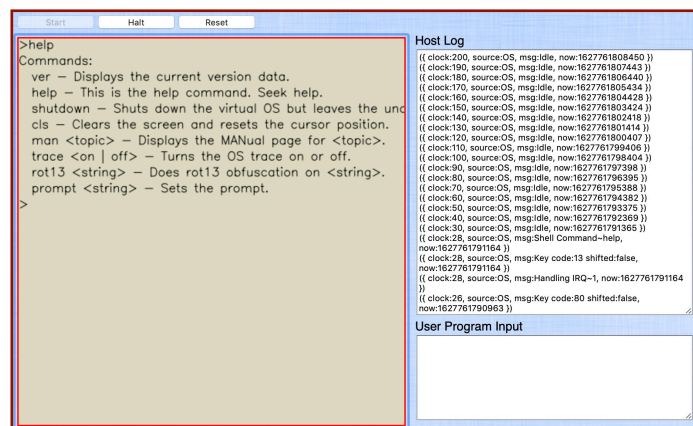 Start Halt Reset
>help
Commands:
ver – Displays the current version data.
help – This is the help command. Seek help.
shutdown – Shuts down the virtual OS but leaves the
cls – Clears the screen and resets the cursor position.
man <topic> – Displays the MANual page for <topic>.
trace <on | off> – Turns the OS trace on or off.
rot13 <string> – Does rot13 obfuscation on <string>.
prompt <string> – Sets the prompt.
>
Host Log
({ clock:200, source:OS, msg:Idle, now:1627761808450 })
({ clock:190, source:OS, msg:Idle, now:1627761807443 })
({ clock:180, source:OS, msg:Idle, now:1627761806440 })
({ clock:170, source:OS, msg:Idle, now:1627761805434 })
({ clock:160, source:OS, msg:Idle, now:1627761804428 })
({ clock:150, source:OS, msg:Idle, now:1627761803424 })
({ clock:140, source:OS, msg:Idle, now:1627761802418 })
({ clock:130, source:OS, msg:Idle, now:1627761801414 })
({ clock:120, source:OS, msg:Idle, now:1627761800407 })
({ clock:110, source:OS, msg:Idle, now:1627761799406 })
({ clock:100, source:OS, msg:Idle, now:1627761798404 })
({ clock:90, source:OS, msg:Idle, now:1627761797398 })
({ clock:80, source:OS, msg:Idle, now:1627761796395 })
({ clock:70, source:OS, msg:Idle, now:1627761795388 })
({ clock:60, source:OS, msg:Idle, now:1627761794382 })
({ clock:50, source:OS, msg:Idle, now:1627761793375 })
({ clock:40, source:OS, msg:Idle, now:1627761792369 })
({ clock:30, source:OS, msg:Idle, now:1627761791365 })
({ clock:28, source:OS, msg:Shell Command~help,
now:1627761791164 })
({ clock:28, source:OS, msg:Key code:13 shifted:false,
now:1627761791164 })
({ clock:28, source:OS, msg:Handling IRQ~1, now:1627761791164
})
({ clock:26, source:OS, msg:Key code:80 shifted:false,
now:1627761790963 })
User Program Input